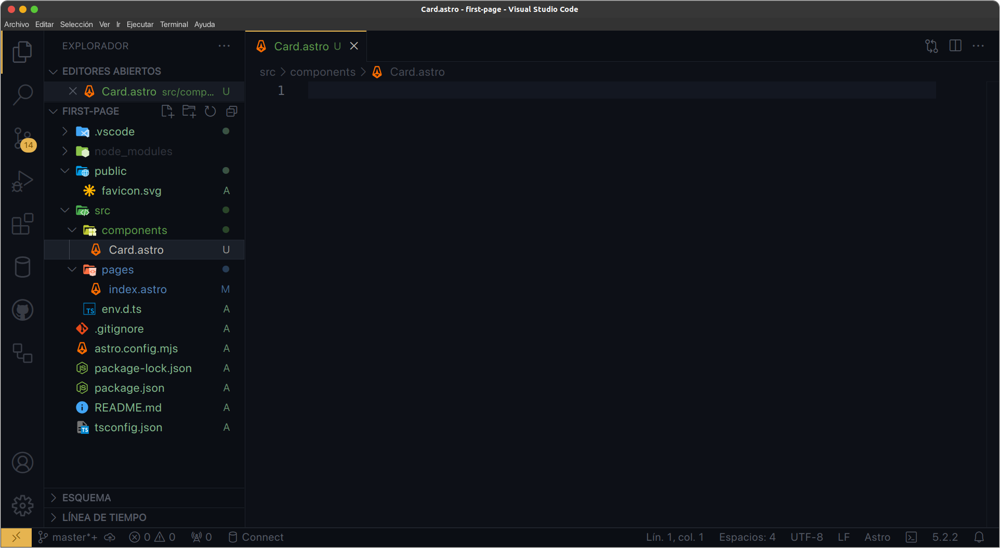 Card.astro - first-page - Visual Studio Code
Archivo Editar Selección Ver Ir Ejecutar Terminal Ayuda
EXPLORADOR
EDITORES ABIERTOS
Card.astro src/comp... U
FIRST-PAGE
.vscode
node_modules
public
favicon.svg A
src
components
Card.astro U
pages
index.astro M
TS env.d.ts A
.gitignore A
astro.config.mjs A
JS package-lock.json A
JS package.json A
README.md A
TS tsconfig.json A
ESQUEMA
LÍNEA DE TIEMPO
14
Card.astro U
src > components > Card.astro
1
master*+ 0 0 0 Connect
Lín. 1, col. 1 Espacios: 4 UTF-8 LF Astro 5.2.2